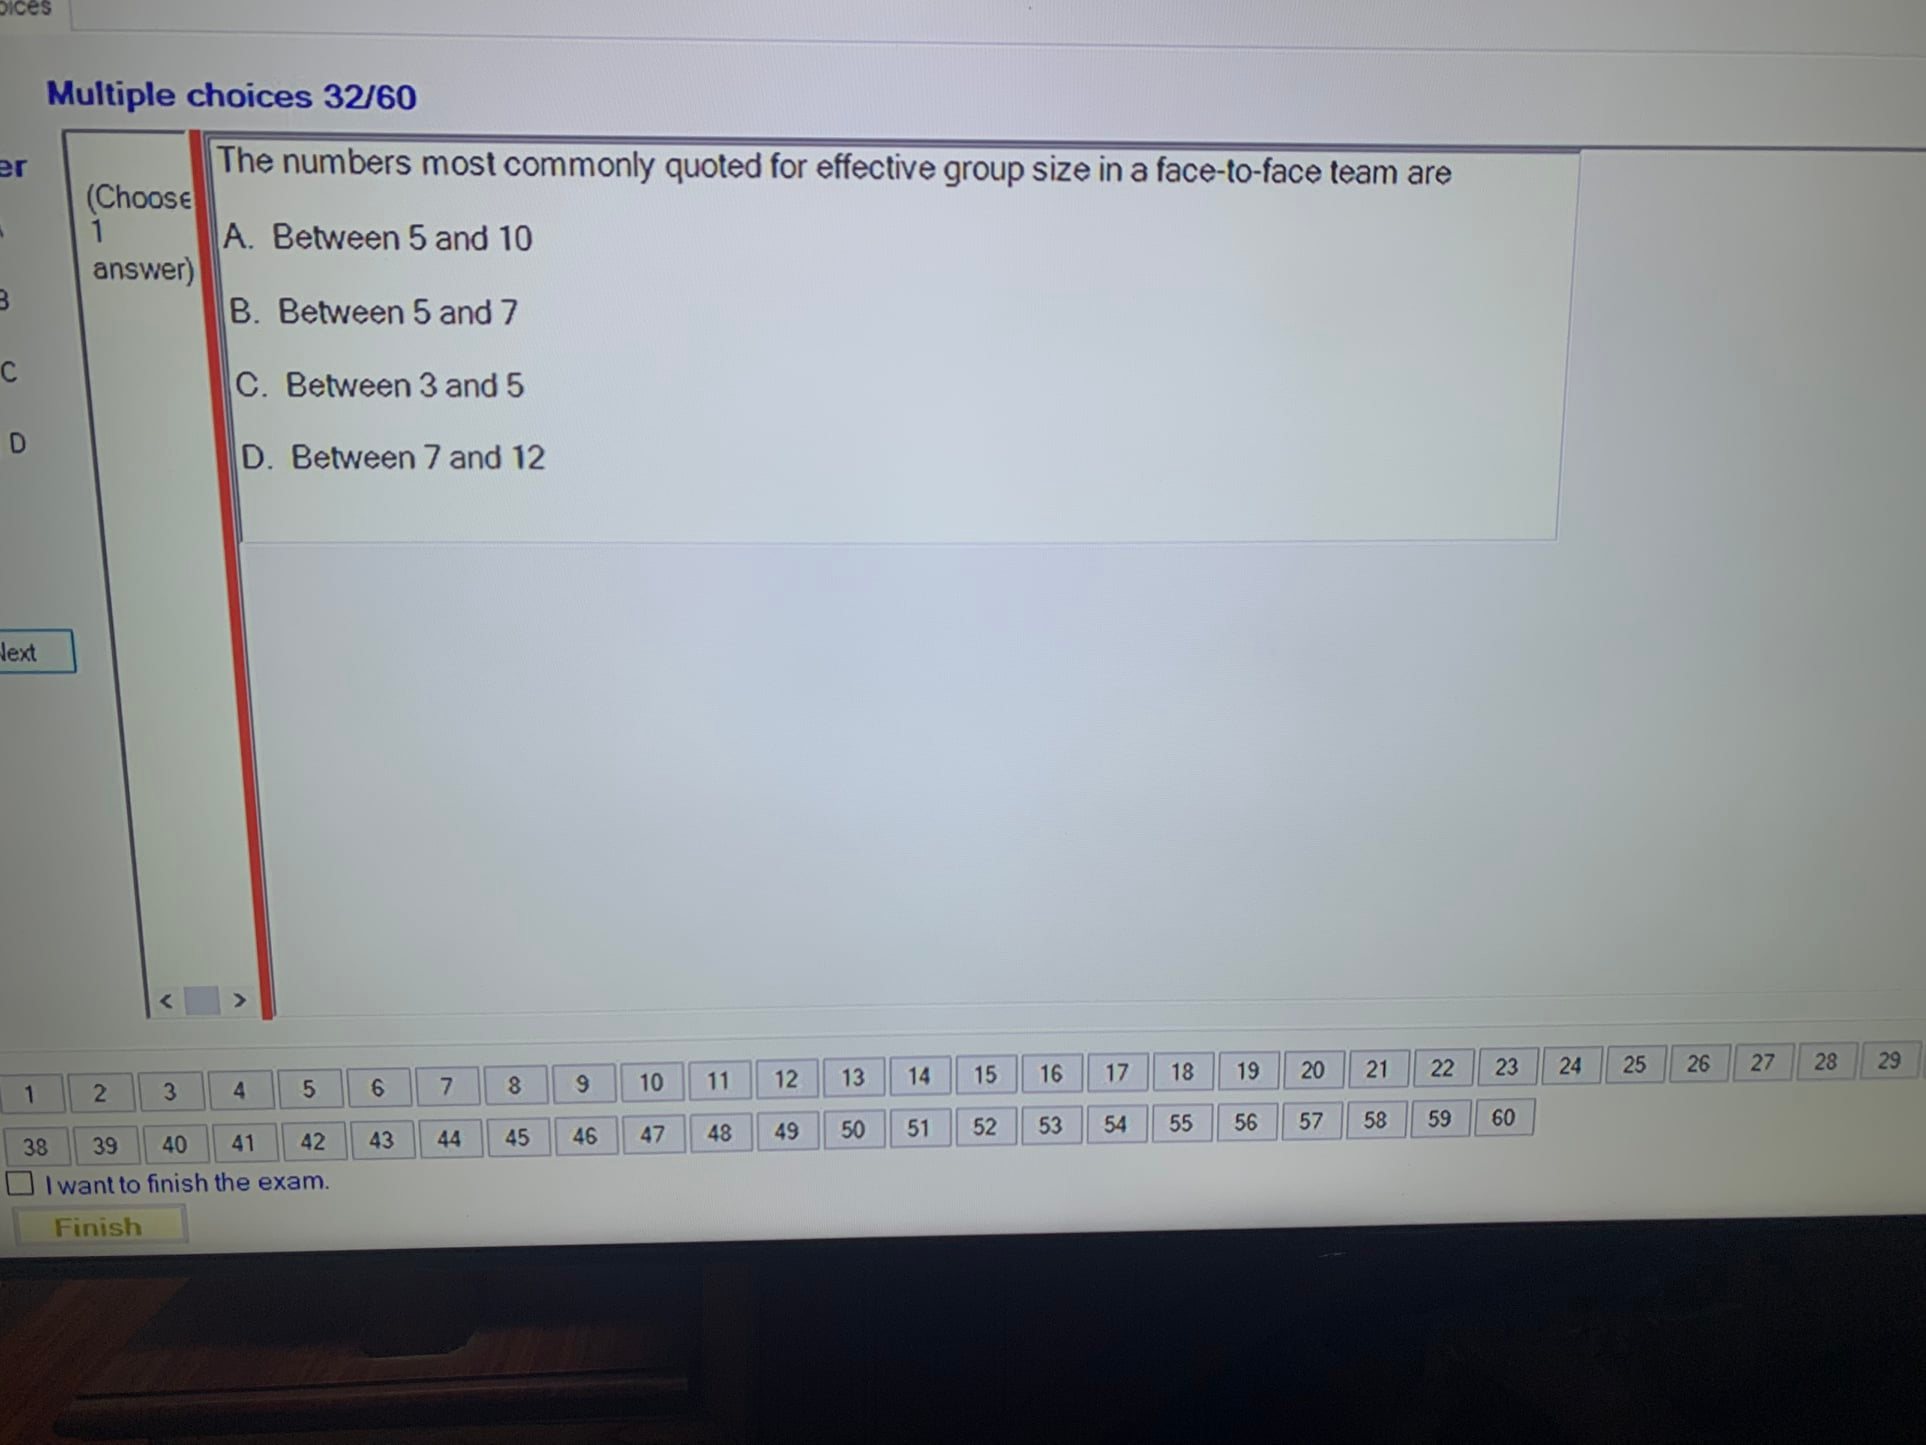 Multiple choices 32/60
(Choose
1
answer)
The numbers most commonly quoted for effective group size in a face-to-face team are
A. Between 5 and 10
B. Between 5 and 7
C. Between 3 and 5
D. Between 7 and 12
B
C
D
Next
< >
1 2 3 4 5 6 7 8 9 10 11 12 13 14 15 16 17 18 19 20 21 22 23 24 25 26 27 28 29
38 39 40 41 42 43 44 45 46 47 48 49 50 51 52 53 54 55 56 57 58 59 60
I want to finish the exam.
Finish